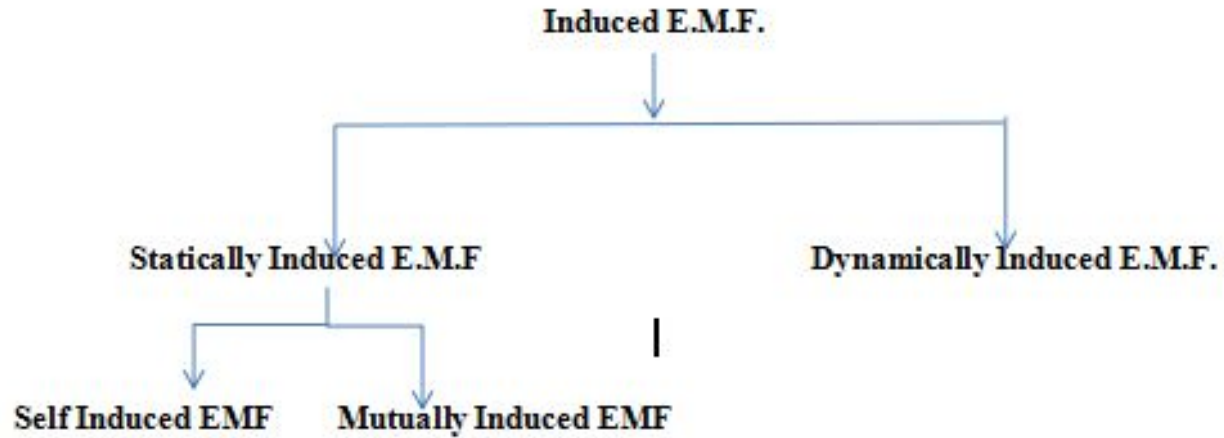 Induced E.M.F.
Statically Induced E.M.F
Dynamically Induced E.M.F.
Self Induced EMF
Mutually Induced EMF